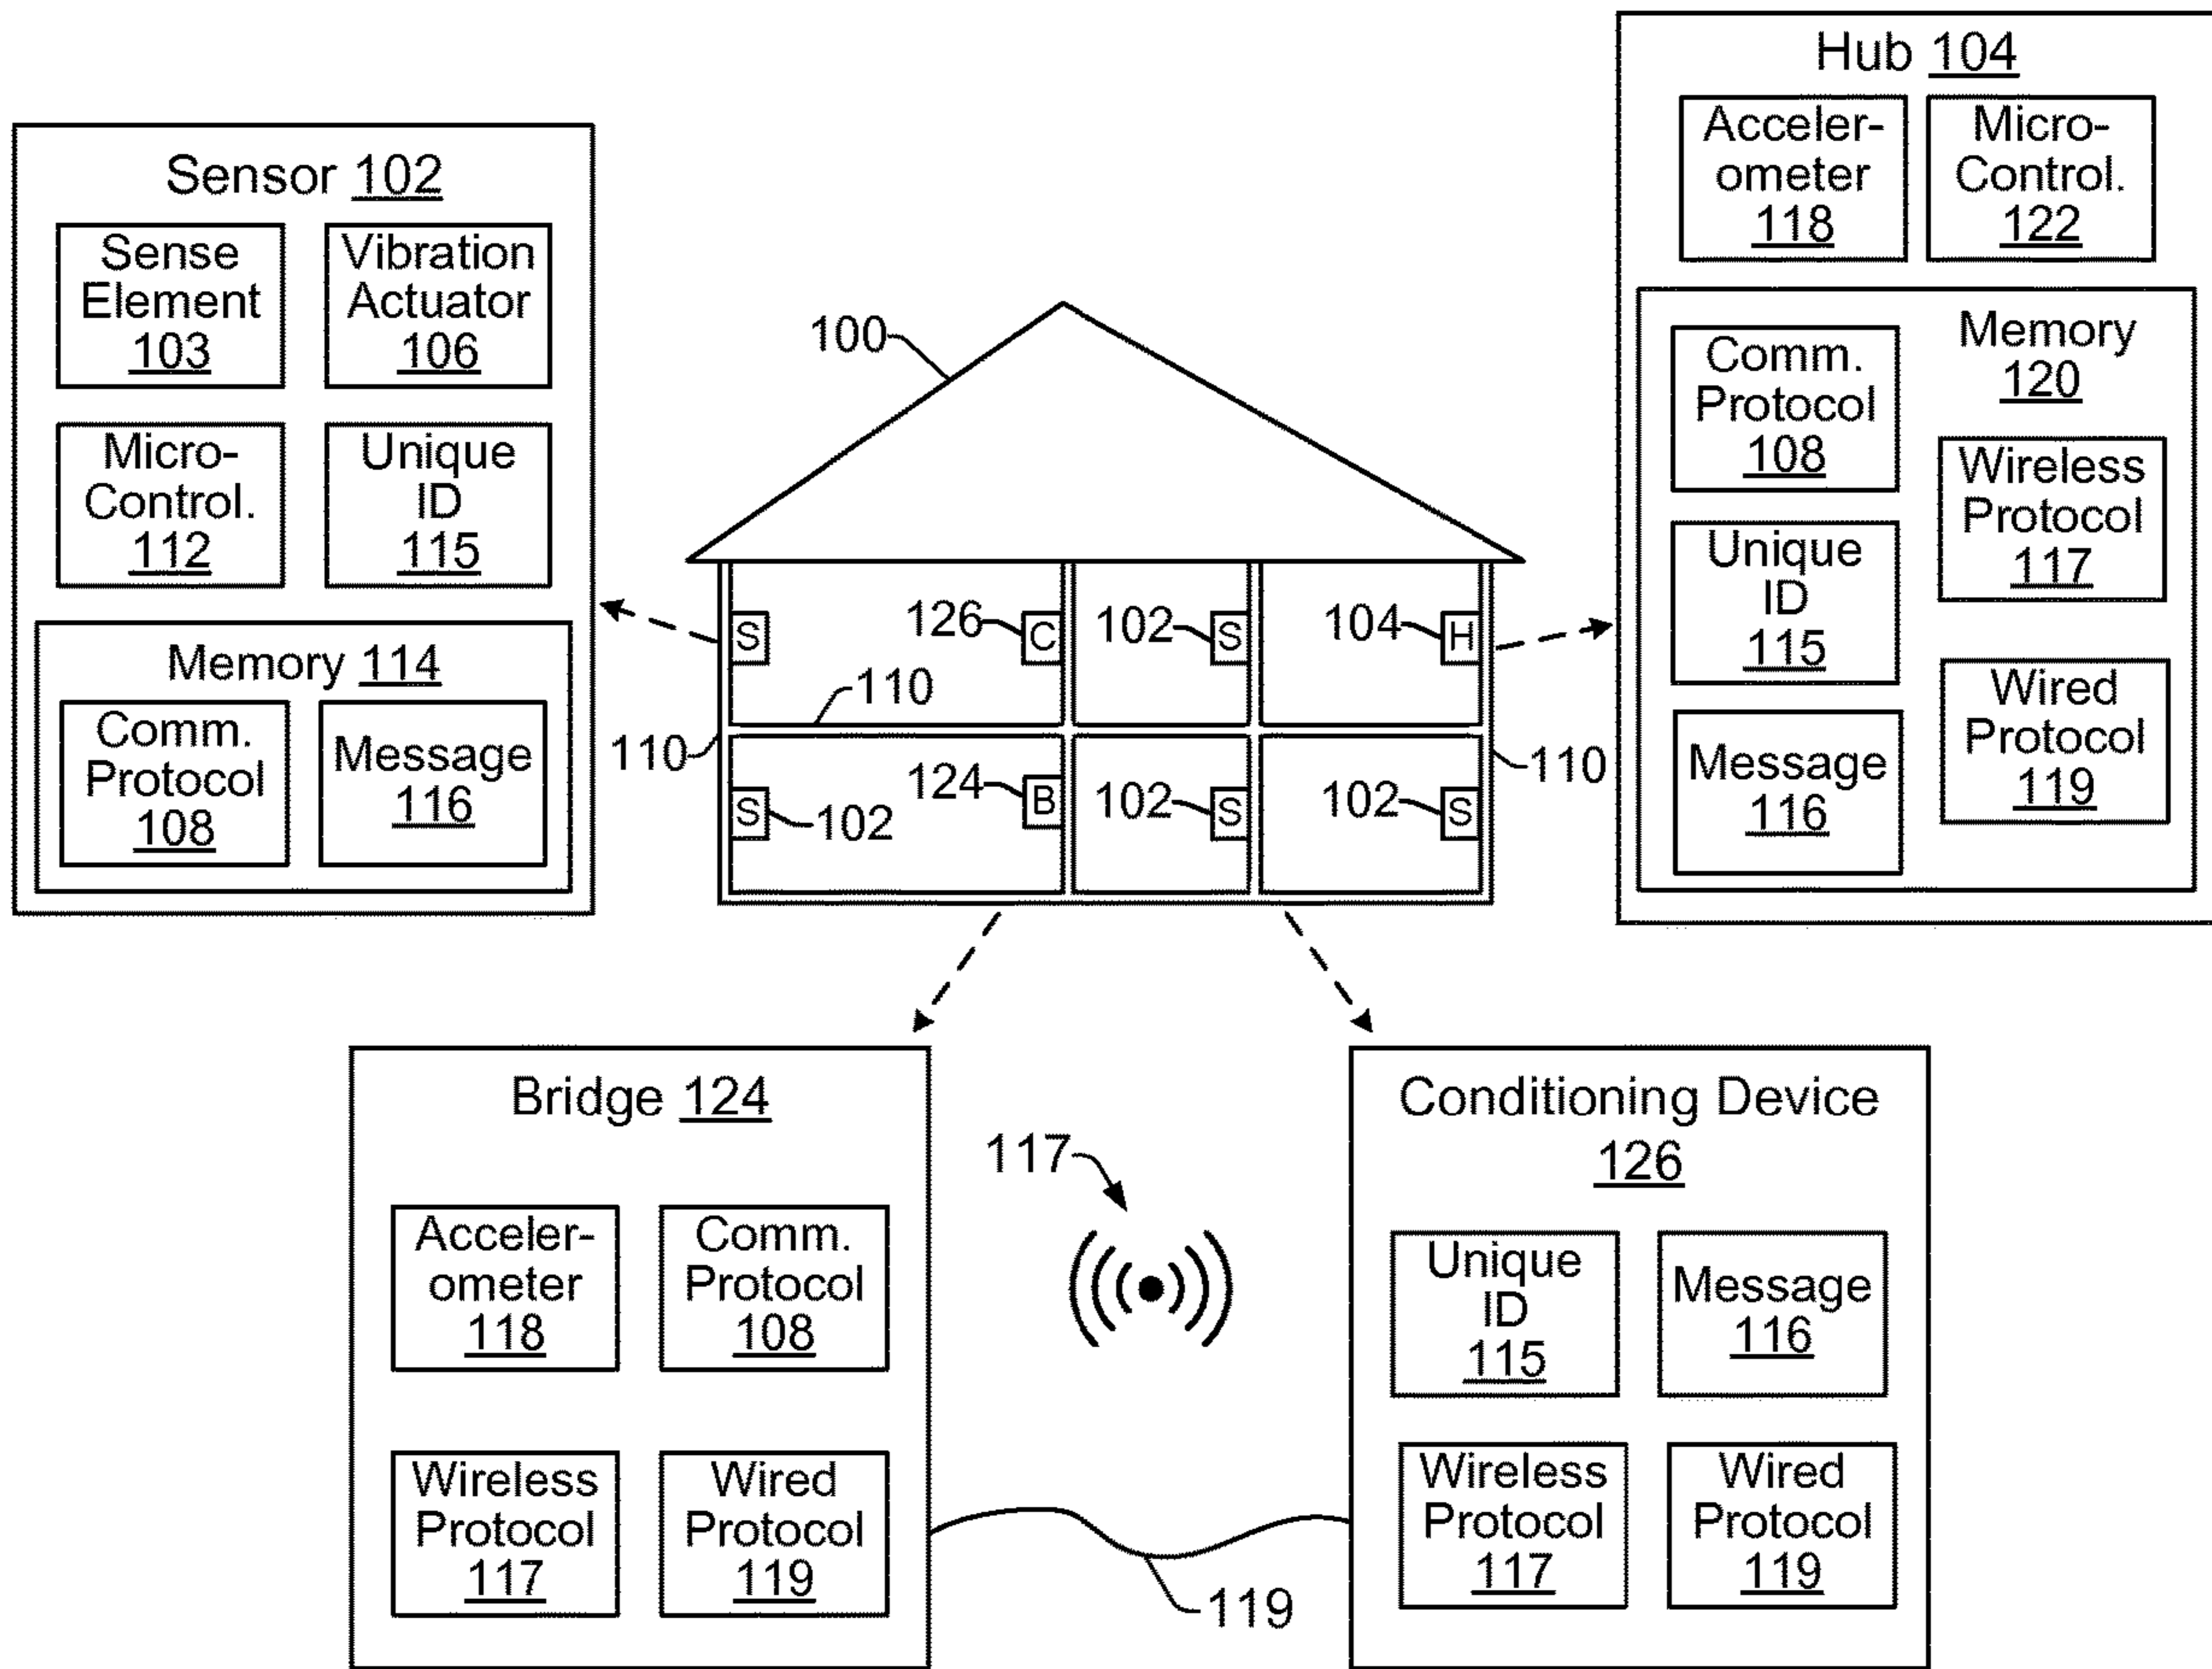 Sensor 102
Sense
Element
103
Vibration
Actuator
106
Micro-
Control.
112
Unique
ID
115
Memory 114
Comm.
Protocol
108
Message
116
100
S
126
C
102
S
104
H
110
110
110
S
102
124
B
102
S
102
S
Hub 104
Acceler-
ometer
118
Micro-
Control.
122
Memory
120
Comm.
Protocol
108
Wireless
Protocol
117
Unique
ID
115
Wired
Protocol
119
Message
116
Bridge 124
Acceler-
ometer
118
Comm.
Protocol
108
Wireless
Protocol
117
Wired
Protocol
119
117
119
Conditioning Device
126
Unique
ID
115
Message
116
Wireless
Protocol
117
Wired
Protocol
119